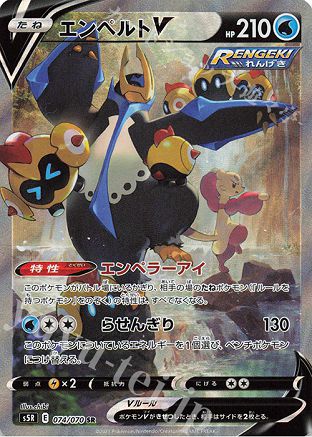 たね
エンペルトV
HP 210
RENGEKI
れんげき
特性
とくせい
エンペラーアイ
このポケモンがバトル場にいるかぎり、相手の場のたねポケモン(「ルールを
持つポケモン」をのぞく)の特性は、すべてなくなる。
らせんぎり 130
このポケモンについているエネルギーを1個選び、ベンチポケモ
ンにつけ替える。
弱点 ×2 抵抗力 にげる
Illus.chibi
Vルール
ポケモンVがきぜつしたとき、相手はサイドを2枚とる。
s5R E 074/070 SR